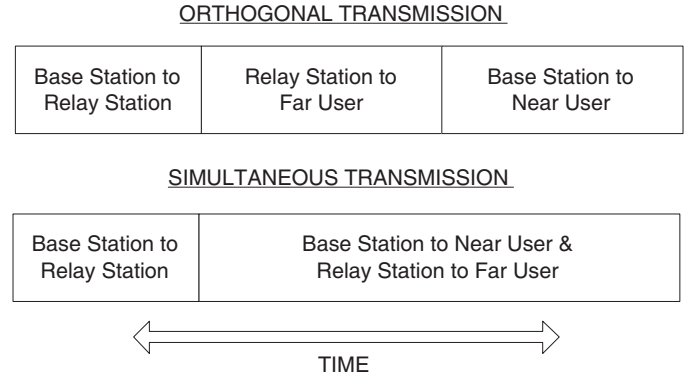 ORTHOGONAL TRANSMISSION
Base Station to
Relay Station
Relay Station to
Far User
Base Station to
Near User
SIMULTANEOUS TRANSMISSION
Base Station to
Relay Station
Base Station to Near User &
Relay Station to Far User
TIME